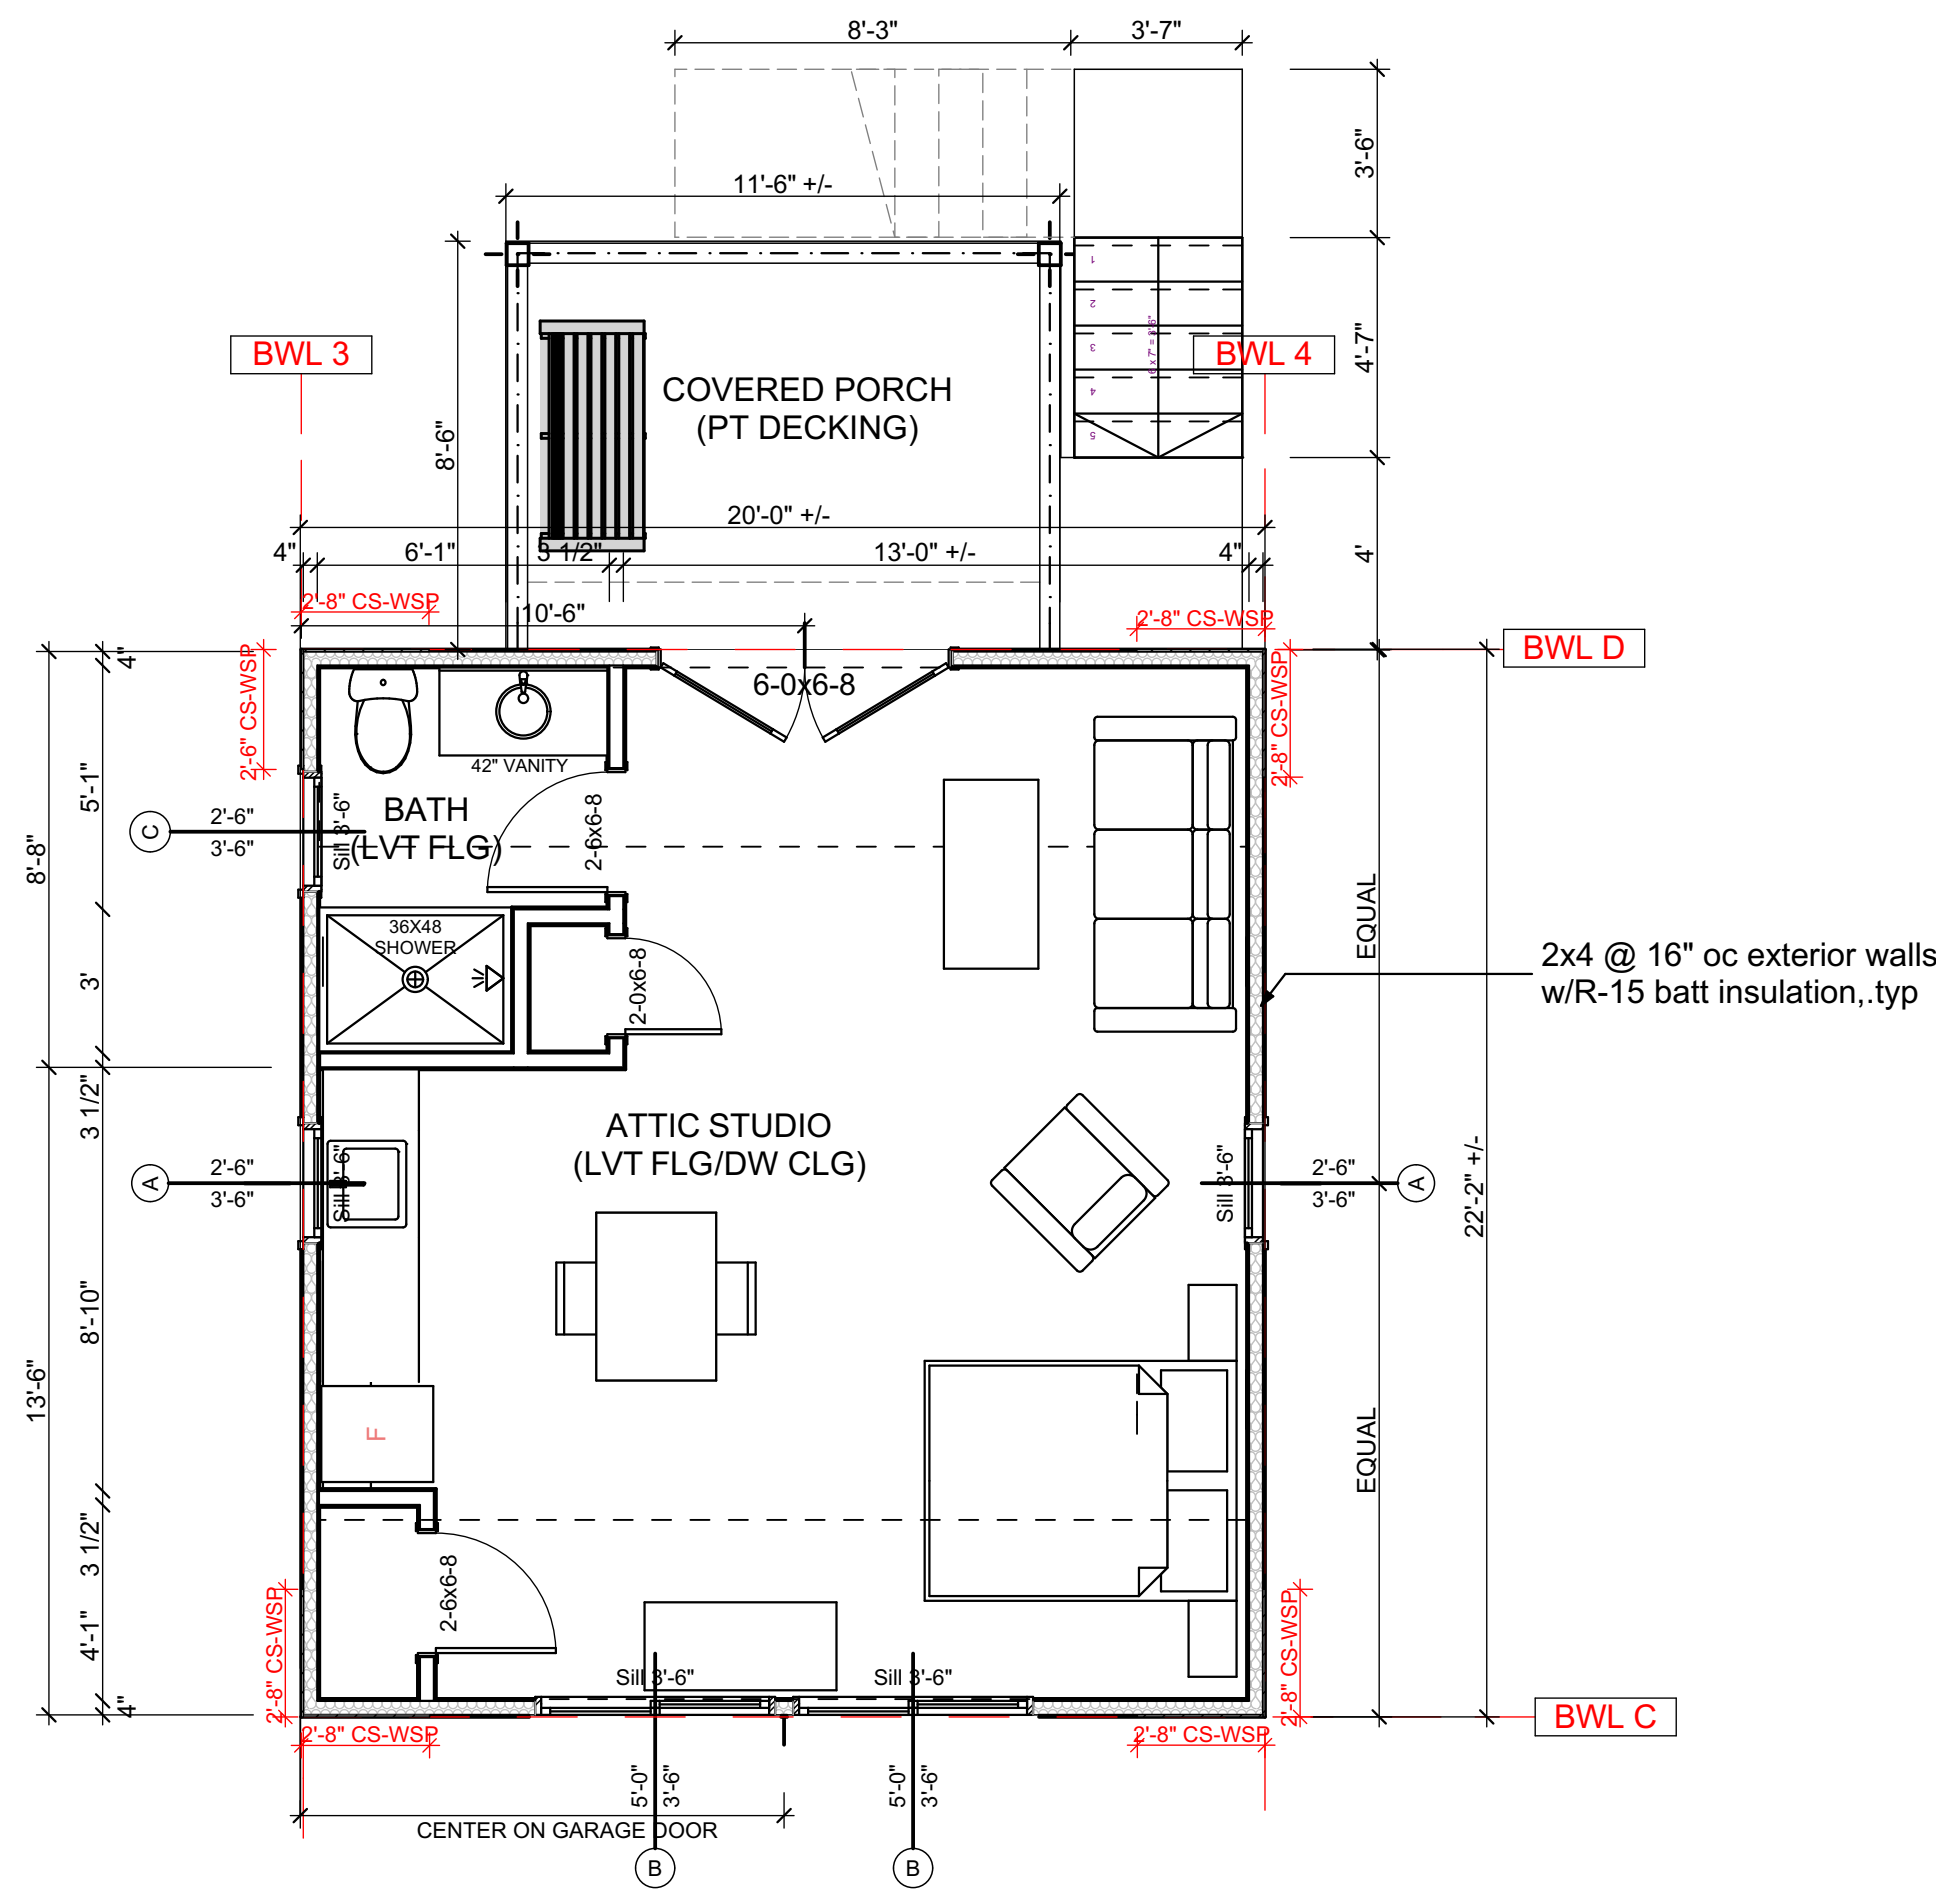 8'-3"
3'-7"
3'-6"
11'-6" +/-
1
2
3
4
5
BWL 3
BWL 4
4'-7"
COVERED PORCH
(PT DECKING)
8'-6"
20'-0" +/-
4"
6'-1"
3 1/2"
13'-0" +/-
4"
4'
2'-8" CS-WSP
10'-6"
2'-8" CS-WSP
BWL D
4"
2'-6" CS-WSP
2'-8" CS-WSP
6-0x6-8
42" VANITY
5'-1"
BATH
(LVT FLG)
2-6x6-8
Sill 3'-6"
C
2'-6"
3'-6"
8'-8"
EQUAL
36X48
SHOWER
2-0x6-8
3'
2x4 @ 16" oc exterior walls
w/R-15 batt insulation,.typ
3 1/2"
ATTIC STUDIO
(LVT FLG/DW CLG)
A
2'-6"
3'-6"
Sill 3'-6"
Sill 3'-6"
2'-6"
3'-6"
A
22'-2" +/-
8'-10"
13'-6"
F
EQUAL
3 1/2"
2-6x6-8
4'-1"
2'-8" CS-WSP
2'-8" CS-WSP
Sill 3'-6"
Sill 3'-6"
4"
BWL C
2'-8" CS-WSP
2'-8" CS-WSP
5'-0"
3'-6"
5'-0"
3'-6"
CENTER ON GARAGE DOOR
B
B